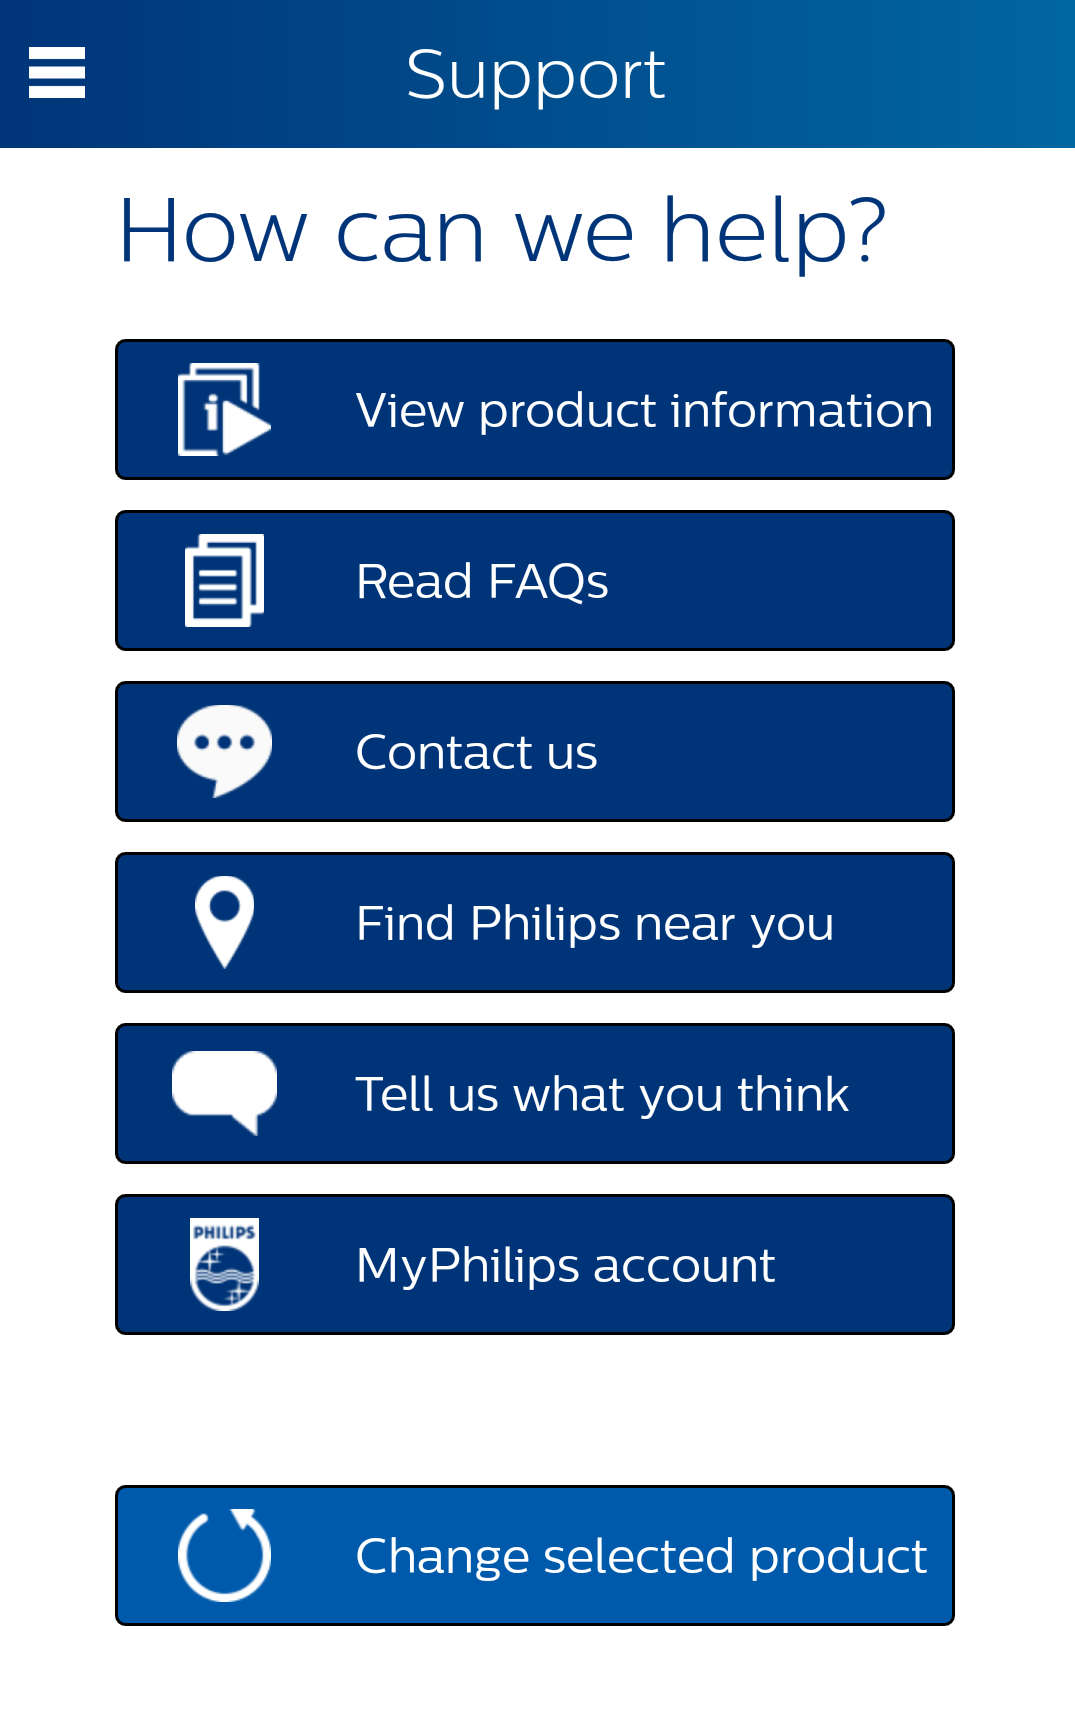 Support
How can we help?
View product information
Read FAQs
Contact us
Find Philips near you
Tell us what you think
PHILIPS
MyPhilips account
Change selected product